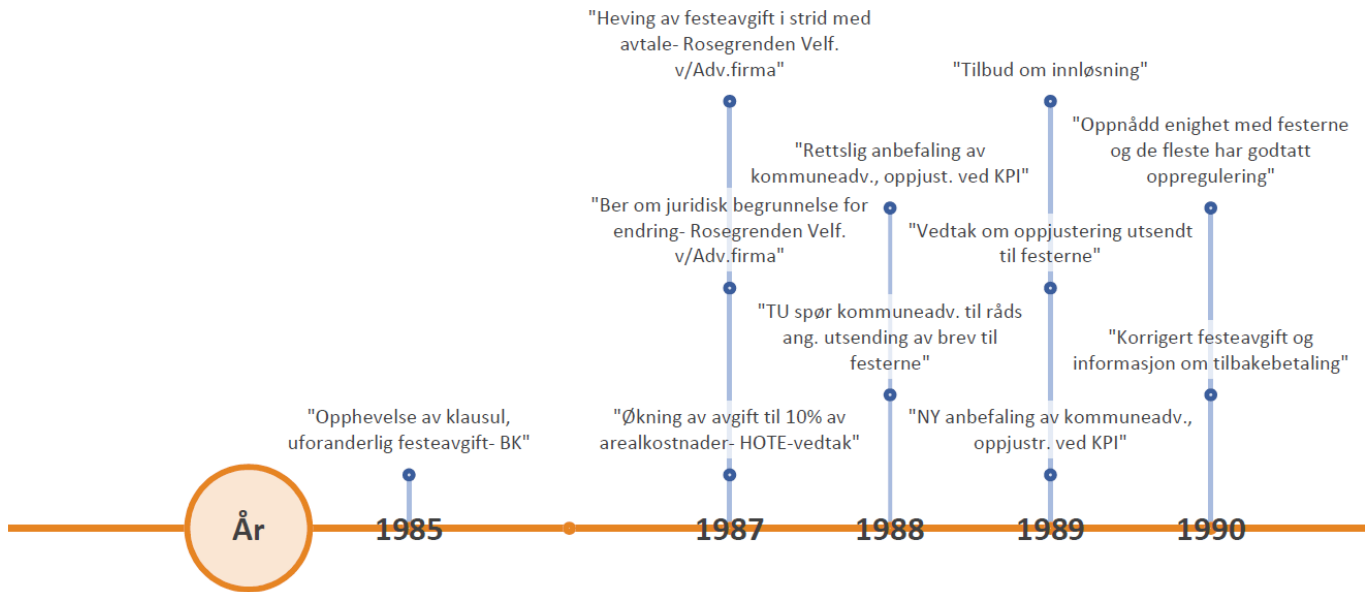 "Heving av festeavgift i strid med
avtale- Rosegrenden Velf.
v/Adv.firma"
"Tilbud om innløsning"
"Oppnådd enighet med festerne
og de fleste har godtatt
oppregulering"
"Rettslig anbefaling av
kommuneadv., oppjust. ved KPI"
"Ber om juridisk begrunnelse for
endring- Rosegrenden Velf.
v/Adv.firma"
"Vedtak om oppjustering utsendt
til festerne"
"TU spør kommuneadv. til råds
ang. utsending av brev til
festerne"
"Korrigert festeavgift og
informasjon om tilbakebetaling"
"Opphevelse av klausul,
uforanderlig festeavgift- BK"
"Økning av avgift til 10% av
arealkostnader- HOTE-vedtak"
"NY anbefaling av kommuneadv.,
oppjustr. ved KPI"
År
1985
1987
1988
1989
1990